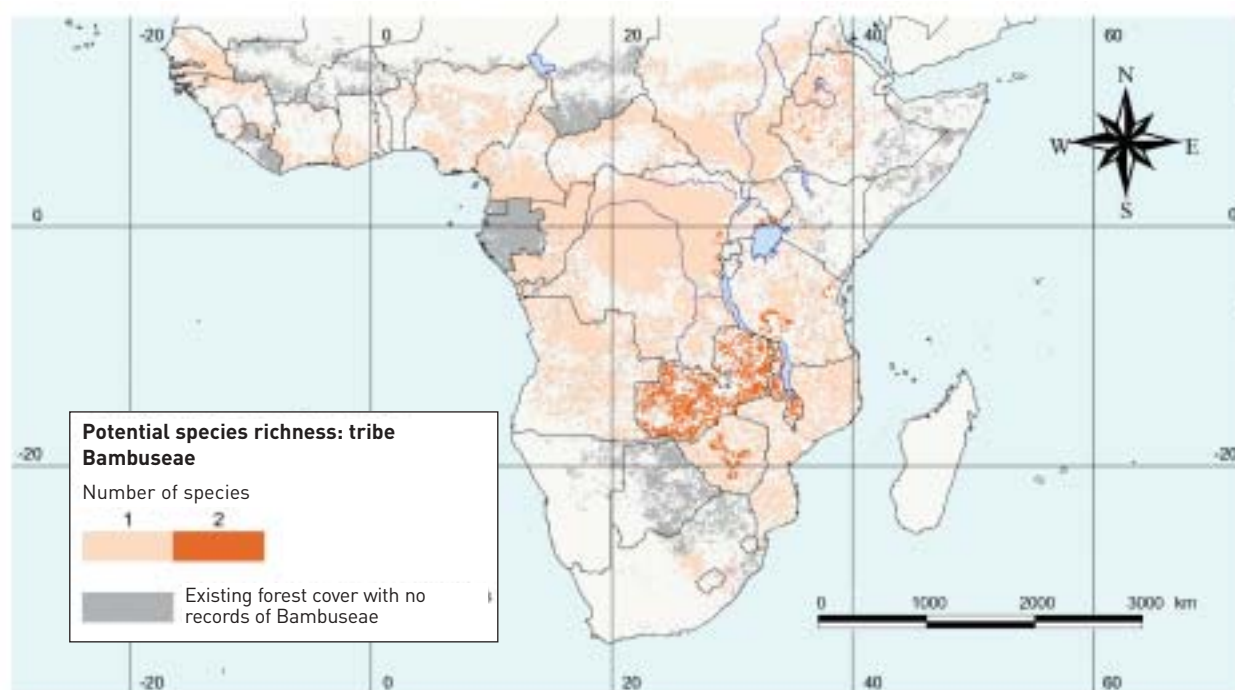 -20 0 20 40 60
N
W E
S
0 0
-20 -20
Potential species richness: tribe
Bambuseae
Number of species
1 2
Existing forest cover with no
records of Bambuseae
0 1000 2000 3000 km
-20 0 20 40 60